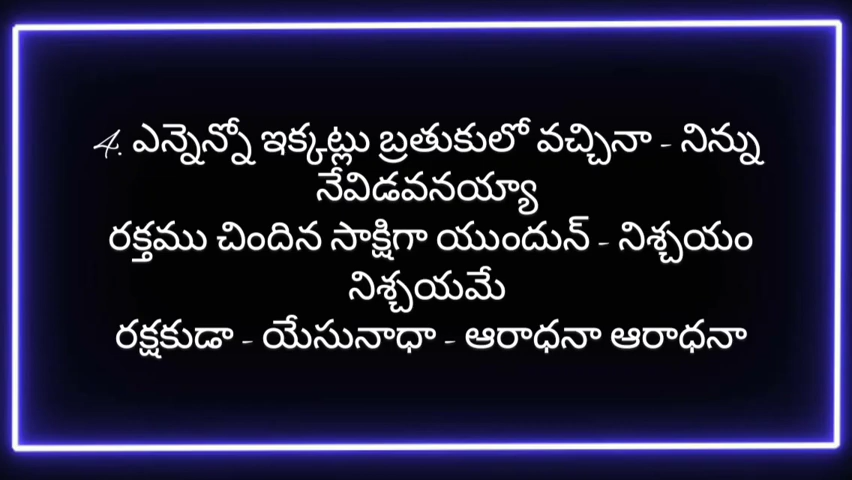 4. ఎన్నెన్నో ఇక్కట్లు బ్రతుకులో వచ్చినా - నిన్ను
నేవిడవనయ్యా
రక్తము చిందిన సాక్షిగా యుందున్ - నిశ్చయం
నిశ్చయమే
రక్షకుడా - యేసునాధా - ఆరాధనా ఆరాధనా